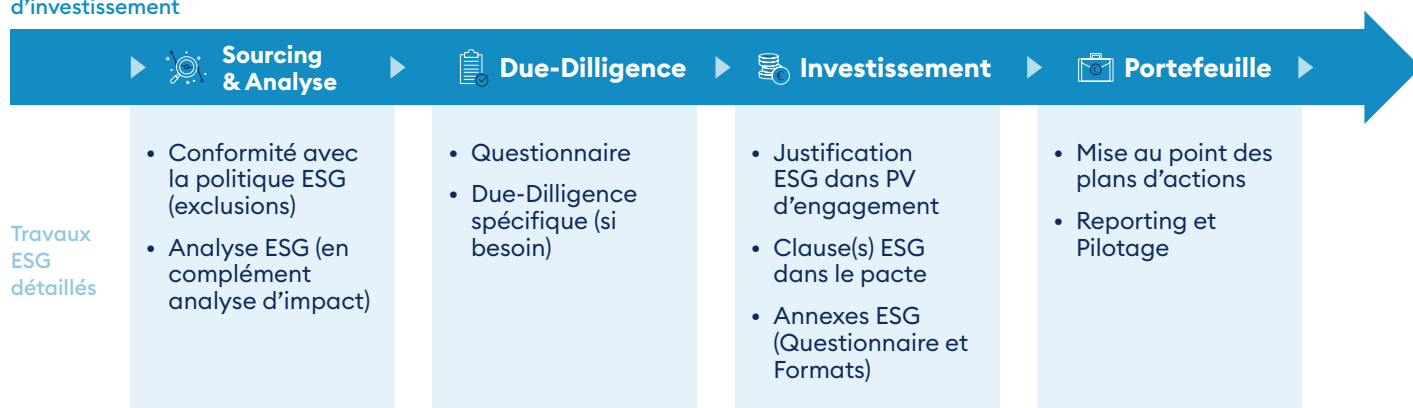 d’investissement
Sourcing
& Analyse
Due-Dilligence
Investissement
Portefeuille
Travaux
ESG
détaillés
• Conformité avec
la politique ESG
(exclusions)
• Analyse ESG (en
complément
analyse d’impact)
• Questionnaire
• Due-Dilligence
spécifique (si
besoin)
• Justification
ESG dans PV
d’engagement
• Clause(s) ESG
dans le pacte
• Annexes ESG
(Questionnaire et
Formats)
• Mise au point des
plans d’actions
• Reporting et
Pilotage